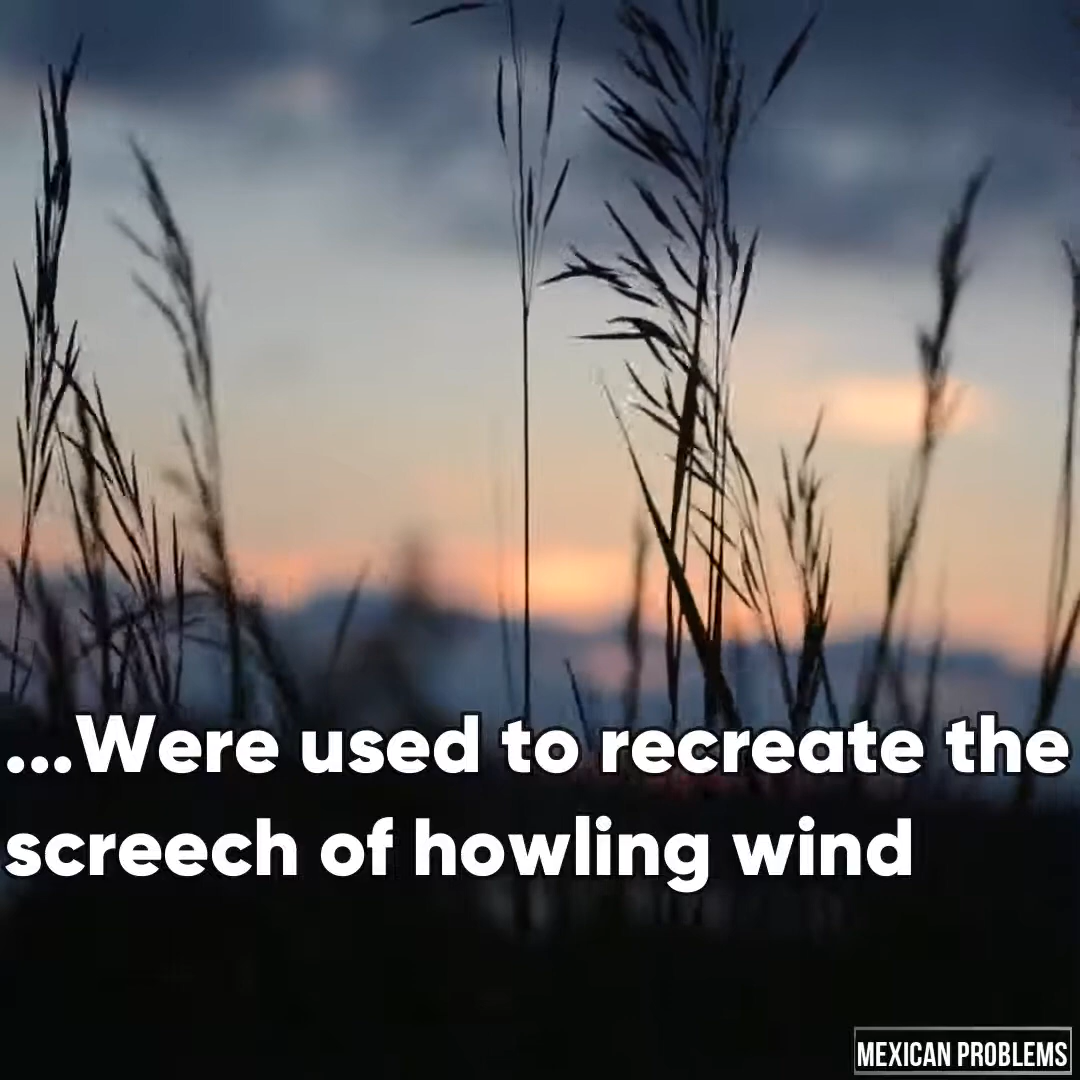 ...Were used to recreate the
screech of howling wind
MEXICAN PROBLEMS